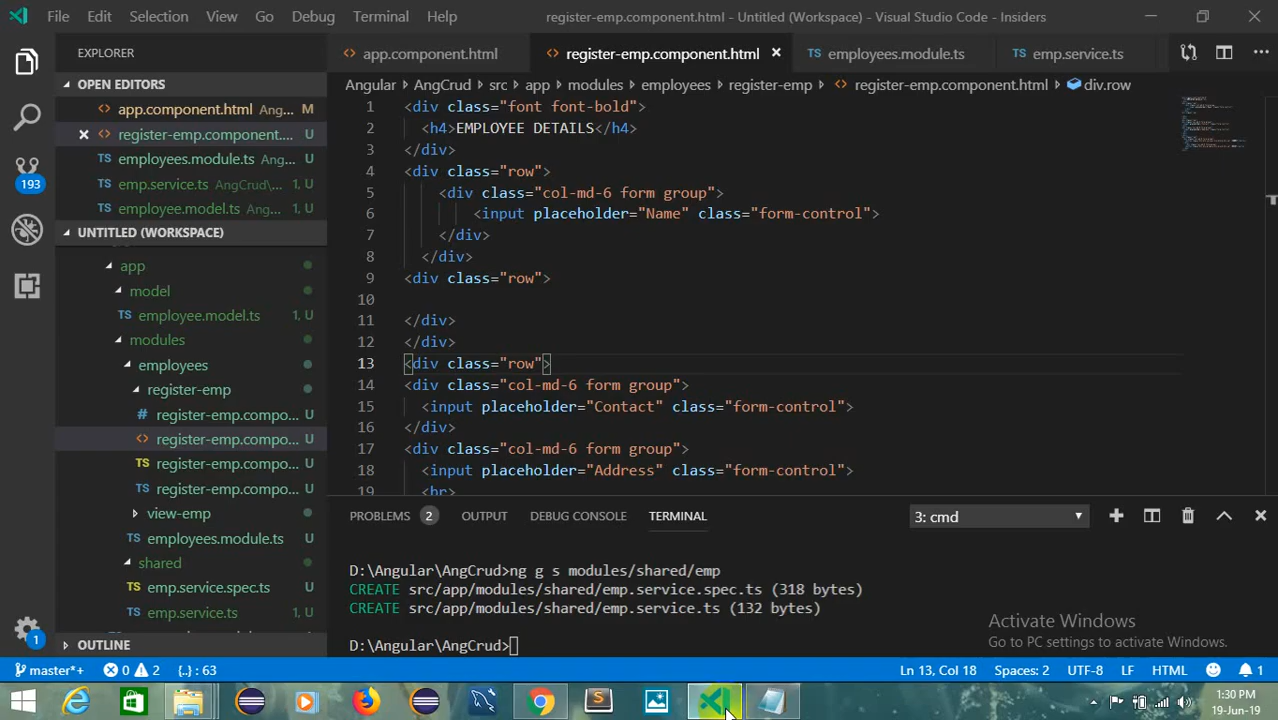 File Edit Selection View Go Debug Terminal Help register-emp.component.html - Untitled (Workspace) - Visual Studio Code - Insiders
EXPLORER
OPEN EDITORS
app.component.html Ang... M
register-emp.component.... U
employees.module.ts Ang... U
emp.service.ts AngCrud\... 1, U
employee.model.ts Ang... 1, U
UNTITLED (WORKSPACE)
app
model
employee.model.ts 1, U
modules
employees
register-emp
# register-emp.compo... U
<> register-emp.compo... U
TS register-emp.compo... U
TS register-emp.compo... U
view-emp
TS employees.module.ts U
shared
TS emp.service.spec.ts U
TS emp.service.ts 1, U
OUTLINE
193
1
app.component.html register-emp.component.html TS employees.module.ts TS emp.service.ts
Angular AngCrud src app modules employees register-emp register-emp.component.html div.row
1 <div class="font font-bold">
2 <h4>EMPLOYEE DETAILS</h4>
3 </div>
4 <div class="row">
5 <div class="col-md-6 form group">
6 <input placeholder="Name" class="form-control">
7 </div>
8 </div>
9 <div class="row">
10
11 </div>
12 </div>
13 <div class="row">
14 <div class="col-md-6 form group">
15 <input placeholder="Contact" class="form-control">
16 </div>
17 <div class="col-md-6 form group">
18 <input placeholder="Address" class="form-control">
19 <br>
PROBLEMS 2 OUTPUT DEBUG CONSOLE TERMINAL 3: cmd
D:\Angular\AngCrud>ng g s modules/shared/emp
CREATE src/app/modules/shared/emp.service.spec.ts (318 bytes)
CREATE src/app/modules/shared/emp.service.ts (132 bytes)
D:\Angular\AngCrud>
Activate Windows
Go to PC settings to activate Windows.
master*+ 0 2 {..} : 63 Ln 13, Col 18 Spaces: 2 UTF-8 LF HTML 1
1:30 PM
19-Jun-19